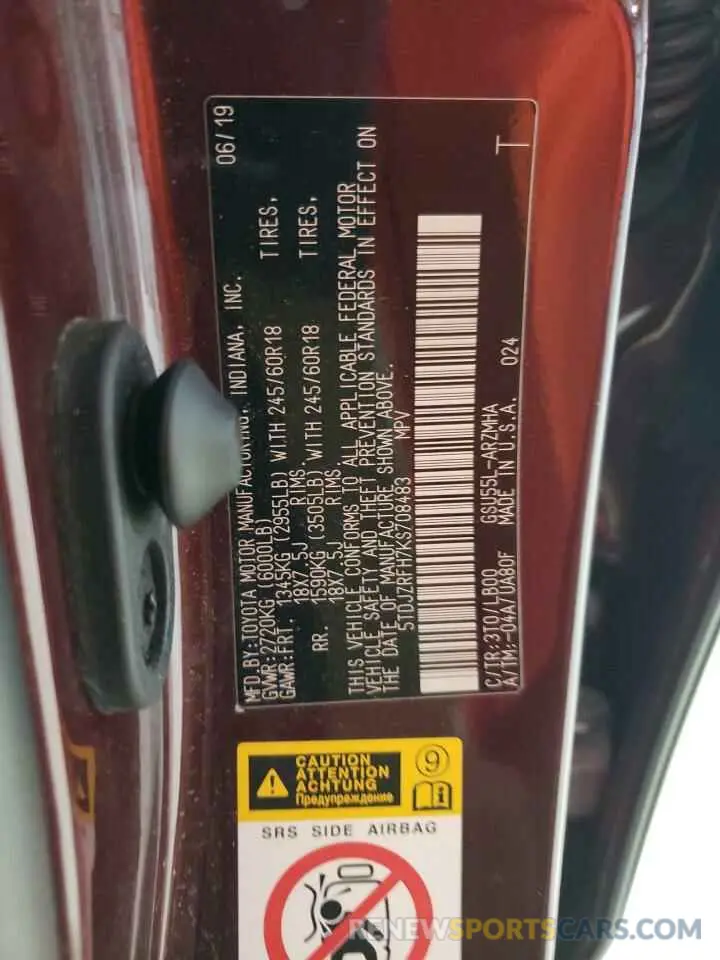 MFD.BY:TOYOTA MOTOR MANUFACTURING, INDIANA, INC. 06/19
GVWR:2720KG (6000LB)
GAWR:FRT. 1345KG (2955LB) WITH 245/60R18 TIRES,
18X7.5J RIMS.
RR. 1590KG (3505LB) WITH 245/60R18 TIRES,
18X7.5J RIMS
THIS VEHICLE CONFORMS TO ALL APPLICABLE FEDERAL MOTOR
VEHICLE SAFETY AND THEFT PREVENTION STANDARDS IN EFFECT ON
THE DATE OF MANUFACTURE SHOWN ABOVE.
5TDJZRFH7KS708483 MPV
C/TR:3T0/LB00 GSU55L-ARZMHA
A/TM:-04A/UA80F MADE IN U.S.A. 024 T
CAUTION
ATTENTION
ACHTUNG
Предупреждение
9
i
SRS SIDE AIRBAG
RENEWSPORTSCARS.COM